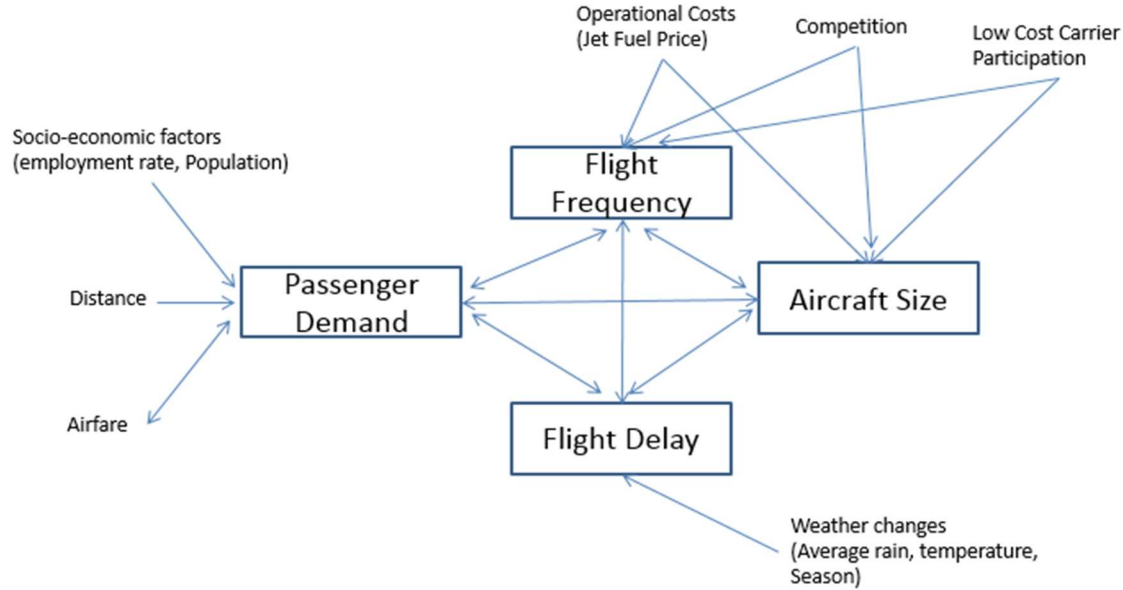 Operational Costs
(Jet Fuel Price)
Competition
Low Cost Carrier
Participation
Socio-economic factors
(employment rate, Population)
Flight
Frequency
Passenger
Demand
Distance
Aircraft Size
Airfare
Flight Delay
Weather changes
(Average rain, temperature,
Season)